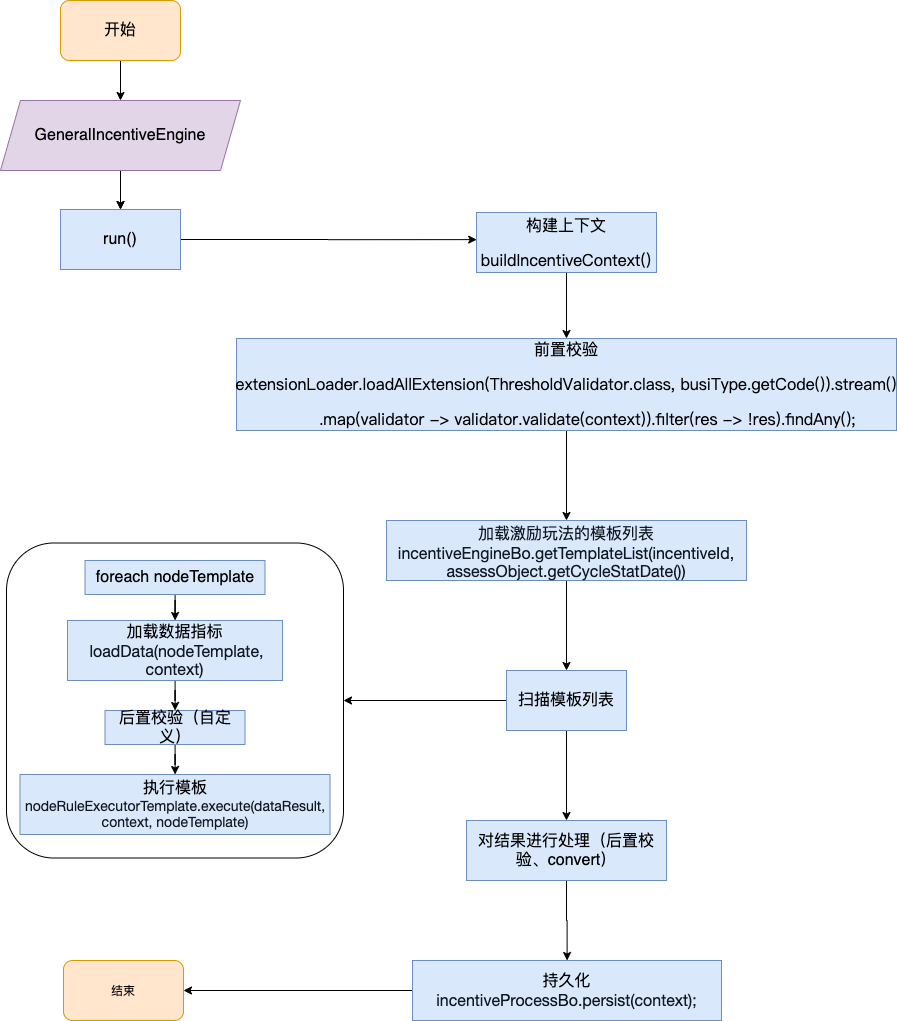 开始
GeneralIncentiveEngine
run()
构建上下文
buildIncentiveContext()
前置校验
extensionLoader.loadAllExtension(ThresholdValidator.class, busiType.getCode()).stream()
.map(validator -> validator.validate(context)).filter(res -> !res).findAny();
加载激励玩法的模板列表
incentiveEngineBo.getTemplateList(incentiveId,
assessObject.getCycleStatDate())
扫描模板列表
foreach nodeTemplate
加载数据指标
loadData(nodeTemplate,
context)
后置校验（自定
义）
执行模板
nodeRuleExecutorTemplate.execute(dataResult,
context, nodeTemplate)
对结果进行处理（后置校
验、convert）
持久化
incentiveProcessBo.persist(context);
结束